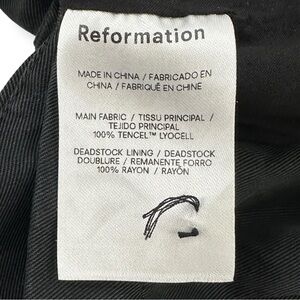 Reformation
MADE IN CHINA / FABRICADO EN
CHINA / FABRIQUÉ EN CHINE
MAIN FABRIC / TISSU PRINCIPAL /
TEJIDO PRINCIPAL
100% TENCEL™ LYOCELL
DEADSTOCK LINING / DEADSTOCK
DOUBLURE / REMANENTE FORRO
100% RAYON / RAYÓN